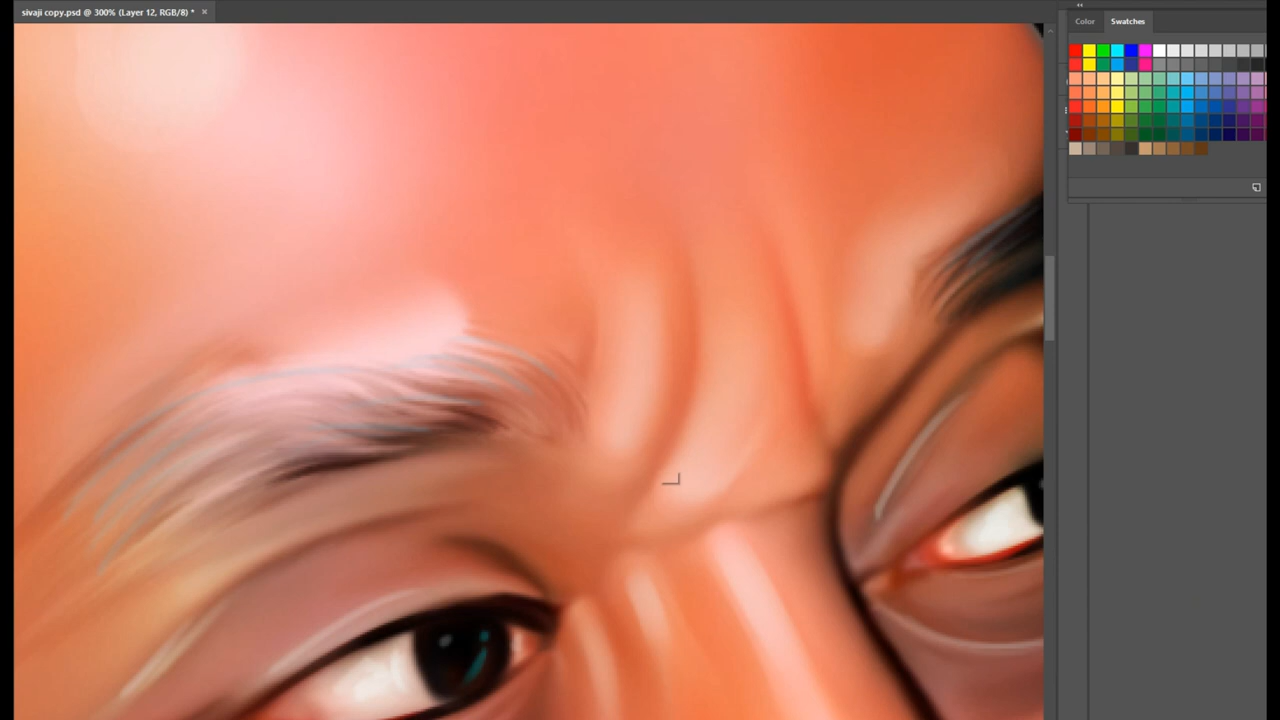 sivaji copy.psd @ 300% (Layer 12, RGB/8) *
Color
Swatches